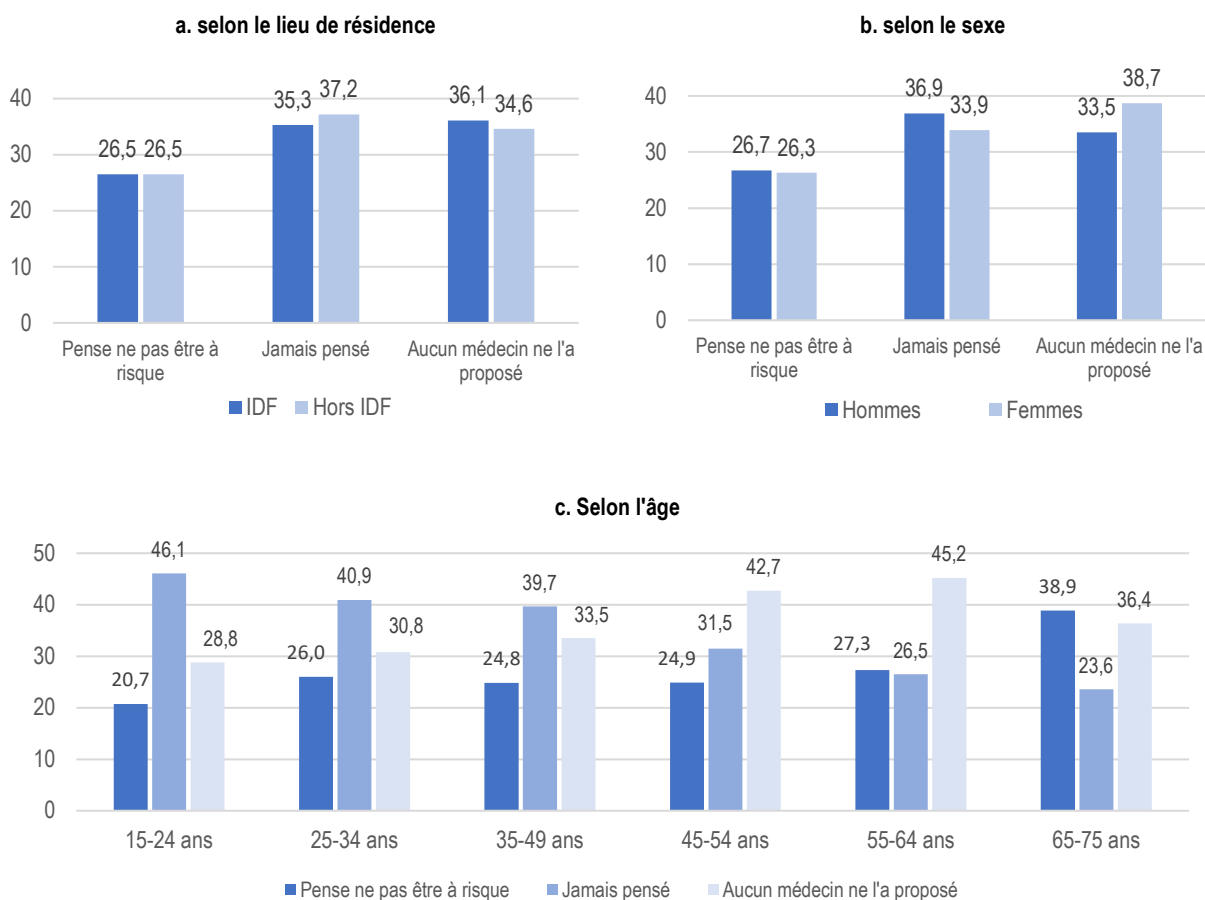 a. selon le lieu de résidence
40
30
20
10
0
26,5 26,5 35,3 37,2 36,1 34,6
Pense ne pas être à risque
Jamais pensé
Aucun médecin ne l'a proposé
IDF Hors IDF
b. selon le sexe
40
30
20
10
0
26,7 26,3 36,9 33,9 33,5 38,7
Pense ne pas être à risque
Jamais pensé
Aucun médecin ne l'a proposé
Hommes Femmes
c. Selon l'âge
50
40
30
20
10
0
20,7 46,1 28,8
26,0 40,9 30,8
24,8 39,7 33,5
24,9 31,5 42,7
27,3 26,5 45,2
38,9 23,6 36,4
15-24 ans 25-34 ans 35-49 ans 45-54 ans 55-64 ans 65-75 ans
Pense ne pas être à risque Jamais pensé Aucun médecin ne l'a proposé